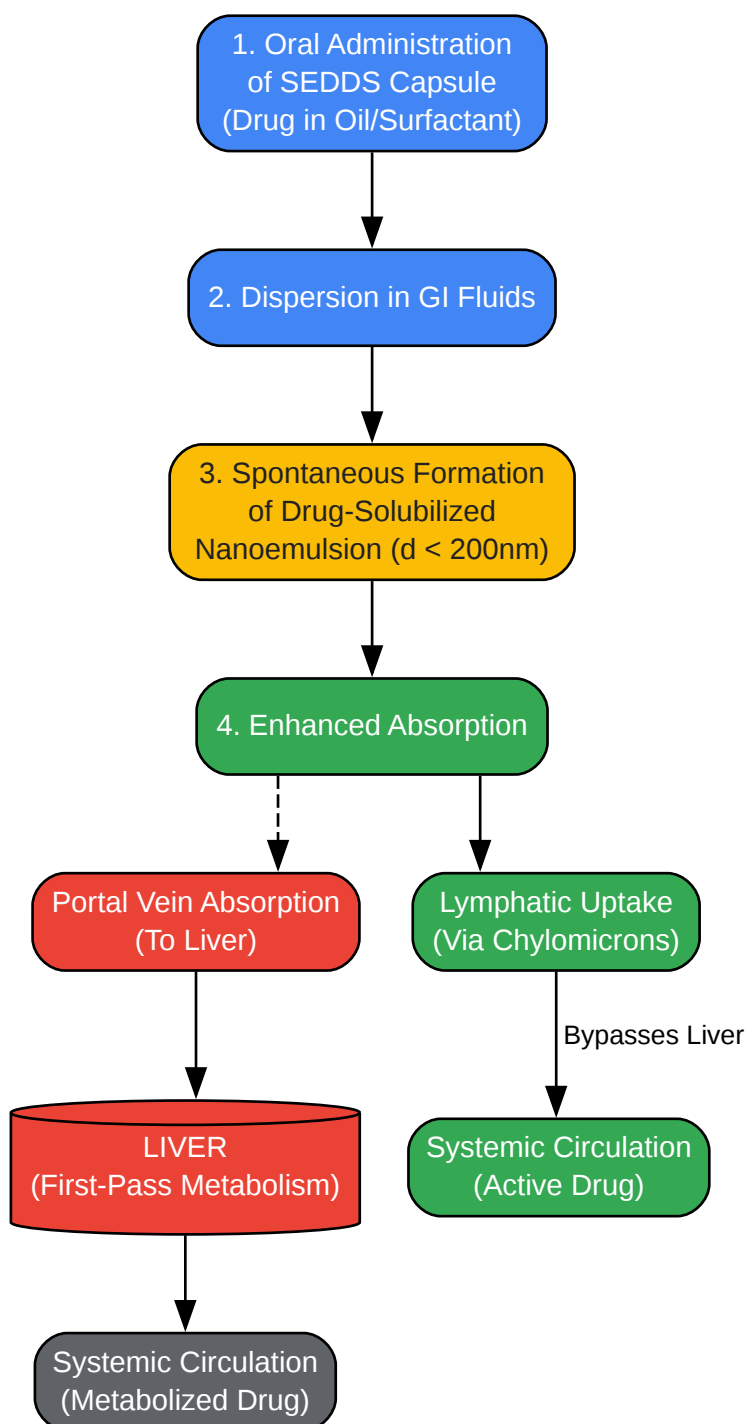 1. Oral Administration
of SEDDS Capsule
(Drug in Oil/Surfactant)
2. Dispersion in GI Fluids
3. Spontaneous Formation
of Drug-Solubilized
Nanoemulsion (d < 200nm)
4. Enhanced Absorption
Portal Vein Absorption
(To Liver)
Lymphatic Uptake
(Via Chylomicrons)
Bypasses Liver
LIVER
(First-Pass Metabolism)
Systemic Circulation
(Active Drug)
Systemic Circulation
(Metabolized Drug)